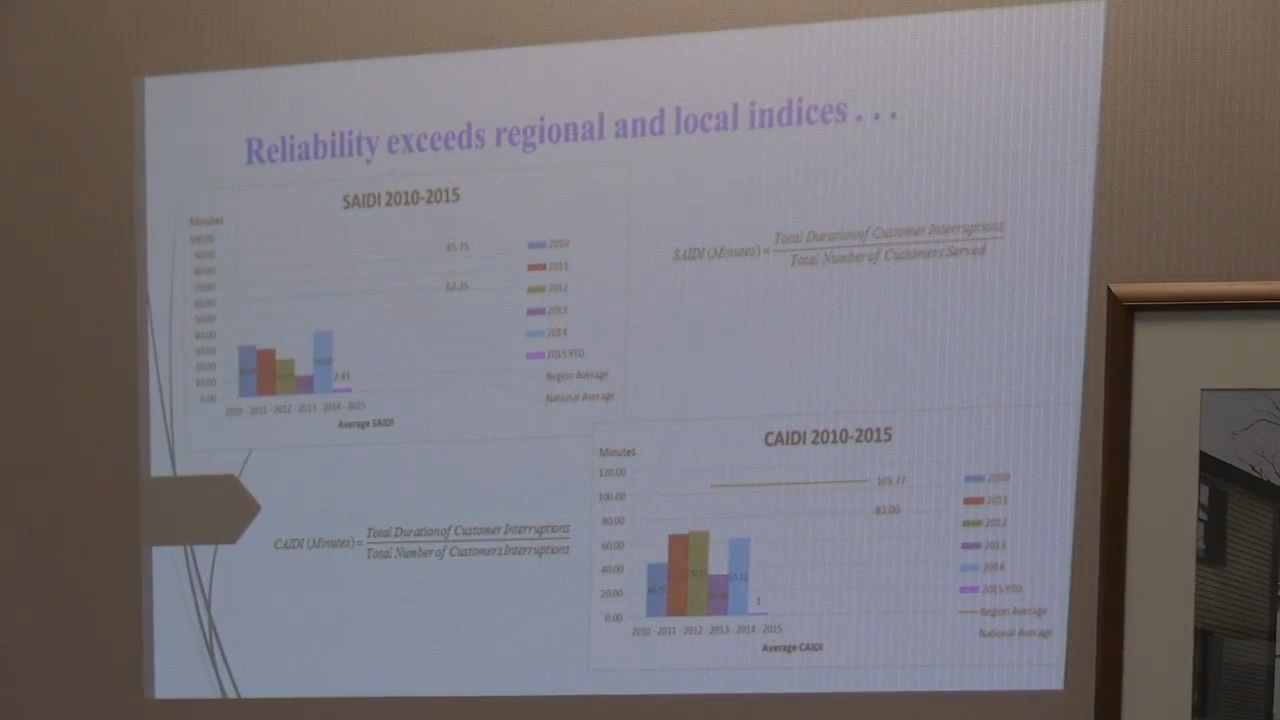 Reliability exceeds regional and local indices . . .
SAIDI 2010-2015
Minutes
100.00
90.00
80.00
70.00
60.00
50.00
40.00
30.00
20.00
10.00
0.00
85.75
62.35
2.41
2010 - 2011 - 2012 - 2013 - 2014 - 2015
Average SAIDI
2010
2011
2012
2013
2014
2015 YTD
Region Average
National Average
SAIDI (Minutes) = Total Duration of Customer Interruptions
Total Number of Customers Served
CAIDI (Minutes) = Total Duration of Customer Interruptions
Total Number of Customers Interruptions
CAIDI 2010-2015
Minutes
120.00
100.00
80.00
60.00
40.00
20.00
0.00
105.77
83.00
1
2010 - 2011 - 2012 - 2013 - 2014 - 2015
Average CAIDI
2010
2011
2012
2013
2014
2015 YTD
Region Average
National Average